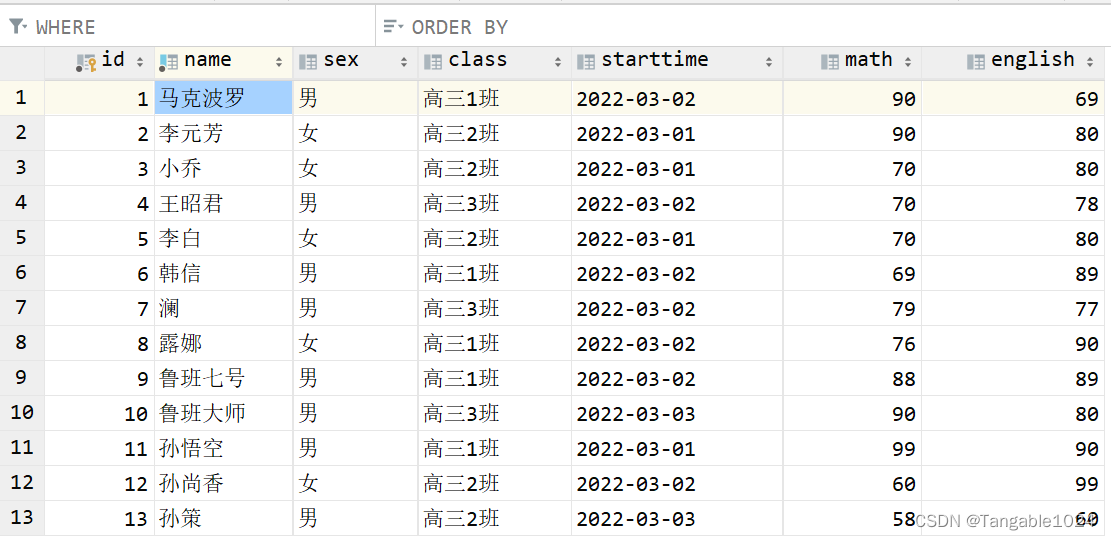 WHERE ORDER BY
id name sex class starttime math english
1 1 马克波罗 男 高三1班 2022-03-02 90 69
2 2 李元芳 女 高三2班 2022-03-01 90 80
3 3 小乔 女 高三2班 2022-03-01 70 80
4 4 王昭君 男 高三3班 2022-03-02 70 78
5 5 李白 女 高三2班 2022-03-01 70 80
6 6 韩信 男 高三1班 2022-03-02 69 89
7 7 澜 男 高三3班 2022-03-02 79 77
8 8 露娜 女 高三1班 2022-03-02 76 90
9 9 鲁班七号 男 高三1班 2022-03-02 88 89
10 10 鲁班大师 男 高三3班 2022-03-03 90 80
11 11 孙悟空 男 高三1班 2022-03-01 99 90
12 12 孙尚香 女 高三2班 2022-03-02 60 99
13 13 孙策 男 高三2班 2022-03-03 58 60
CSDN @Tangable1024